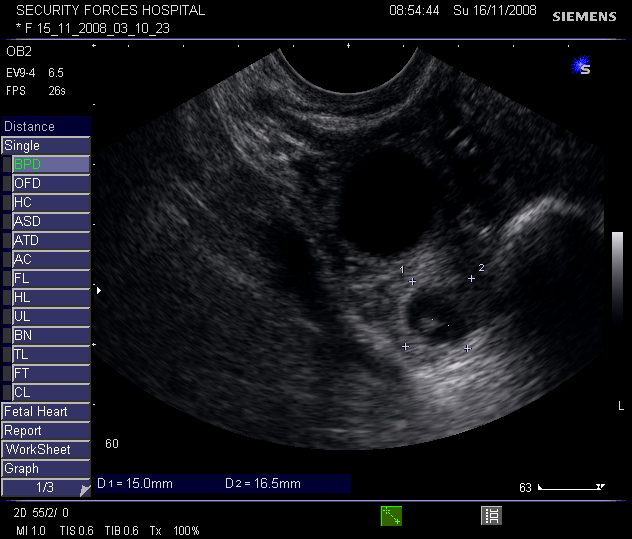 SECURITY FORCES HOSPITAL 08:54:44 Su 16/11/2008 SIEMENS
* F 15_11_2008_03_10_23
OB2
EV9-4 6.5
FPS 26s
S
Distance
Single
BPD
OFD
HC
ASD
ATD
AC
FL
HL
UL
BN
TL
FT
CL
Fetal Heart
Report
WorkSheet
Graph
1/3
1
2
L
60
D1 = 15.0mm D2 = 16.5mm
63
2D 55/2/ 0
MI 1.0 TIS 0.6 TIB 0.6 Tx 100%